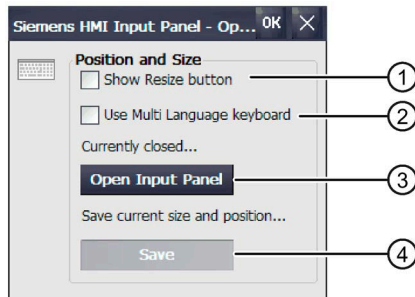 Siemens HMI Input Panel - Op... OK
Position and Size
Show Resize button ①
Use Multi Language keyboard ②
Currently closed...
Open Input Panel ③
Save current size and position...
Save ④